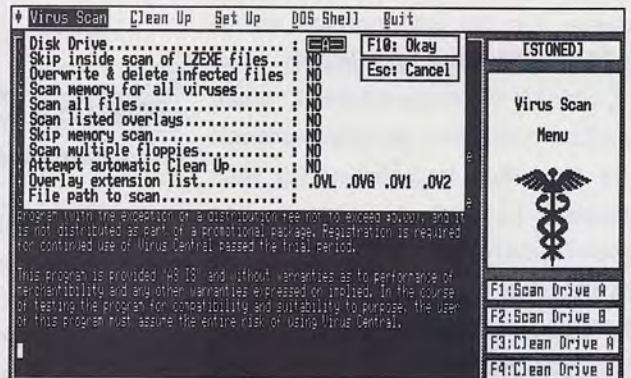 Virus Scan Clean Up Set Up DOS Shell Quit
Disk Drive...................... : A
Skip inside scan of LZEXE files.. : NO
Overwrite & delete infected files : NO
Scan memory for all viruses...... : NO
Scan all files................... : NO
Scan listed overlays............. : NO
Skip memory scan................. : NO
Scan multiple floppies........... : NO
Attempt automatic Clean Up....... : NO
Overlay extension list........... : .OVL .OVG .OV1 .OV2
File path to scan................ :
F10: Okay
Esc: Cancel
program (with the exception of a distribution fee not to exceed and it
is not distributed as part of a promotional package. Registration is required
for continued use of Virus Central passed the trial period.
This program is provided 'AS IS' and without warranties as to performance of
merchantibility and any other warranties expressed or implied. In the course
of testing the program for compatibility and suitability to purpose, the user
of this program must assume the entire risk of using Virus Central.
[STONED]
Virus Scan
Menu
F1:Scan Drive A
F2:Scan Drive B
F3:Clean Drive A
F4:Clean Drive B